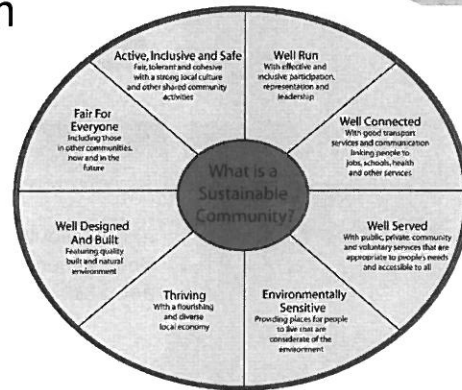 n
Active, Inclusive and Safe
Fair, tolerant and cohesive
with a strong local culture
and other shared community
activities
Well Run
With effective and
inclusive participation,
representation and
leadership
Well Connected
With good transport
services and communication
linking people to
jobs, schools, health
and other services
Well Served
With public, private, community
and voluntary services that are
appropriate to people's needs
and accessible to all
Environmentally
Sensitive
Providing places for people
to live that are
considerate of the
environment
Thriving
With a flourishing
and diverse
local economy
Well Designed
And Built
Featuring quality
built and natural
environment
Fair For
Everyone
Including those
in other communities,
now and in the
future
What is a
Sustainable
Community?